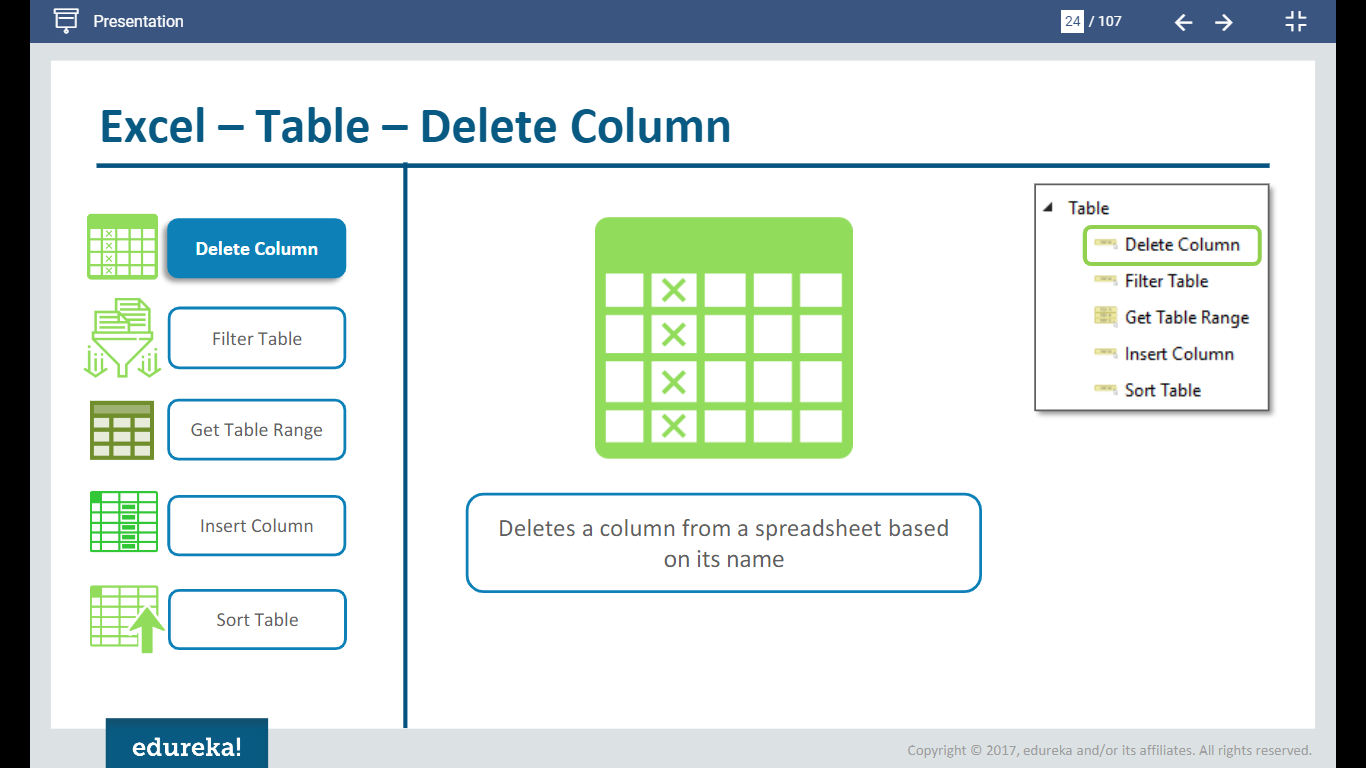 Presentation
24 / 107
Excel – Table – Delete Column
Delete Column
Filter Table
Get Table Range
Insert Column
Sort Table
Deletes a column from a spreadsheet based
on its name
Table
Delete Column
Filter Table
Get Table Range
Insert Column
Sort Table
edureka!
Copyright © 2017, edureka and/or its affiliates. All rights reserved.